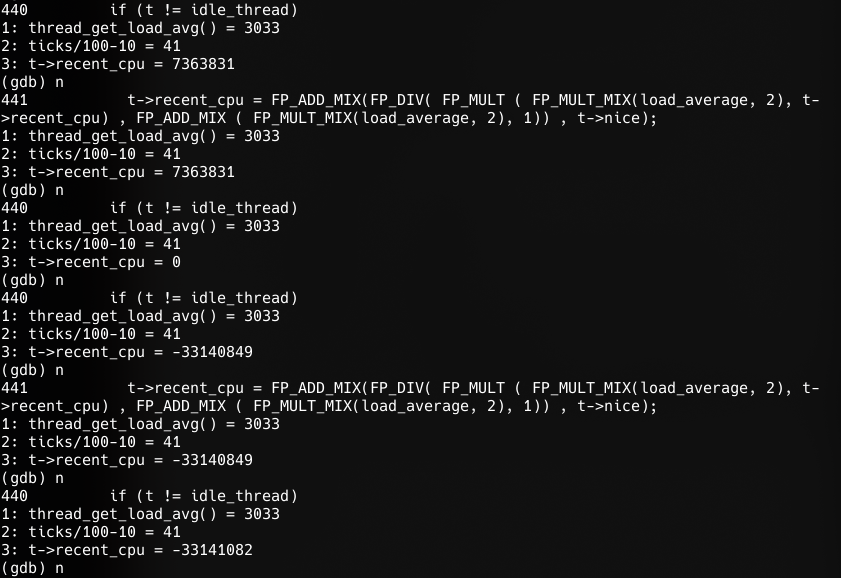 440         if (t != idle_thread)
1: thread_get_load_avg() = 3033
2: ticks/100-10 = 41
3: t->recent_cpu = 7363831
(gdb) n
441           t->recent_cpu = FP_ADD_MIX(FP_DIV( FP_MULT ( FP_MULT_MIX(load_average, 2), t-
>recent_cpu) , FP_ADD_MIX ( FP_MULT_MIX(load_average, 2), 1)) , t->nice);
1: thread_get_load_avg() = 3033
2: ticks/100-10 = 41
3: t->recent_cpu = 7363831
(gdb) n
440         if (t != idle_thread)
1: thread_get_load_avg() = 3033
2: ticks/100-10 = 41
3: t->recent_cpu = 0
(gdb) n
440         if (t != idle_thread)
1: thread_get_load_avg() = 3033
2: ticks/100-10 = 41
3: t->recent_cpu = -33140849
(gdb) n
441           t->recent_cpu = FP_ADD_MIX(FP_DIV( FP_MULT ( FP_MULT_MIX(load_average, 2), t-
>recent_cpu) , FP_ADD_MIX ( FP_MULT_MIX(load_average, 2), 1)) , t->nice);
1: thread_get_load_avg() = 3033
2: ticks/100-10 = 41
3: t->recent_cpu = -33140849
(gdb) n
440         if (t != idle_thread)
1: thread_get_load_avg() = 3033
2: ticks/100-10 = 41
3: t->recent_cpu = -33141082
(gdb) n